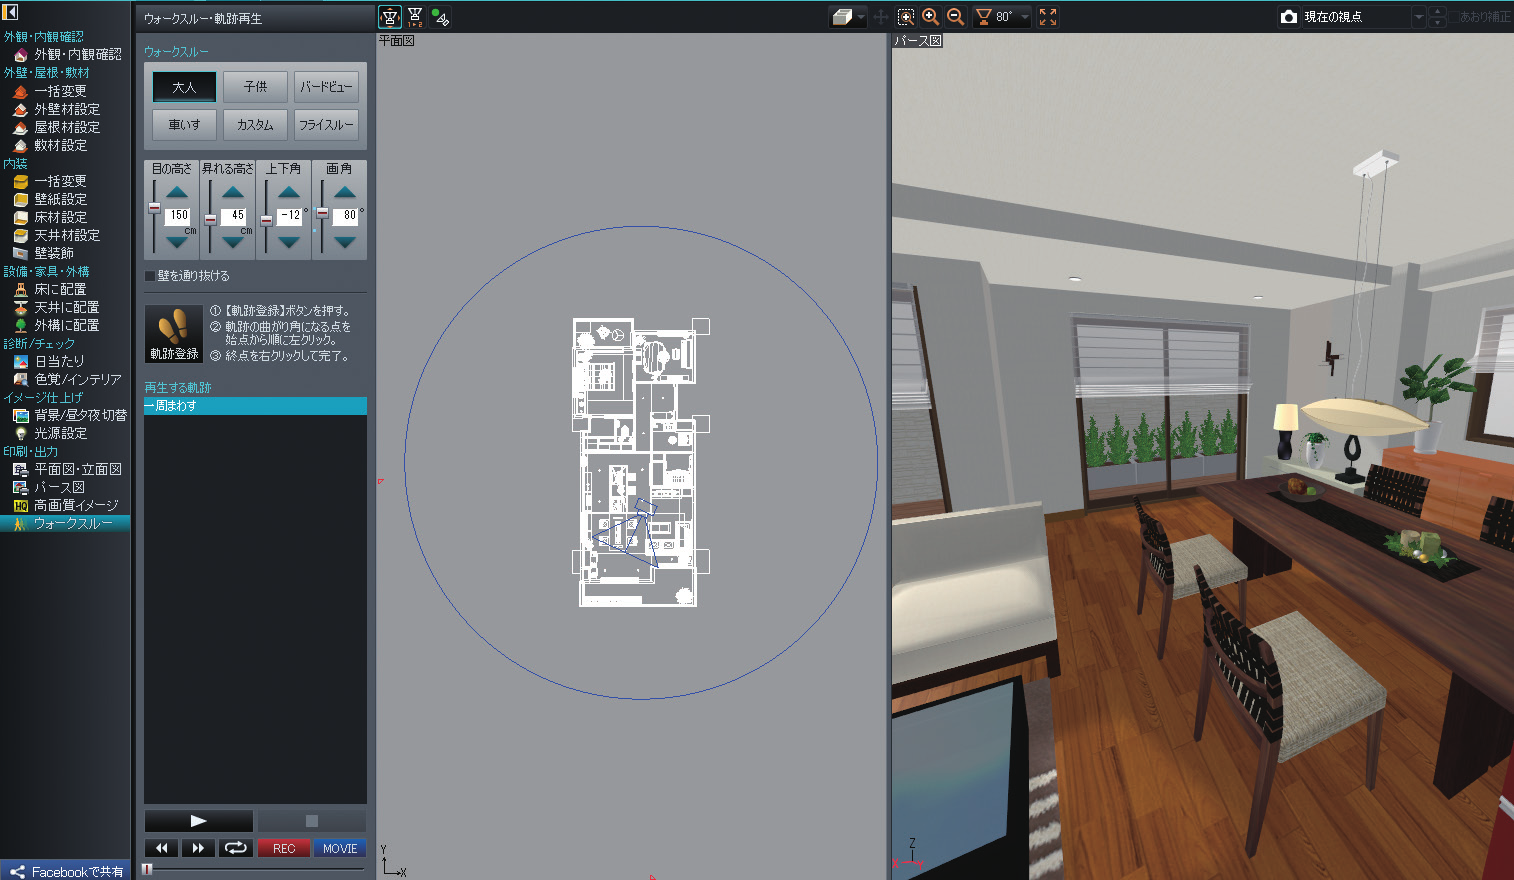 外観・内観確認
外観・内観確認
外壁・屋根・敷材
一括変更
外壁材設定
屋根材設定
敷材設定
内装
一括変更
壁紙設定
床材設定
天井材設定
壁装飾
設備・家具・外構
床に配置
天井に配置
外構に配置
診断/チェック
日当たり
色覚/インテリア
イメージ仕上げ
背景/昼夕夜切替
光源設定
印刷・出力
平面図・立面図
パース図
HQ 高画質イメージ
ウォークスルー
Facebookで共有
ウォークスルー・軌跡再生
ウォークスルー
大人 子供 バードビュー
車いす カスタム フライスルー
目の高さ 昇れる高さ 上下角 画角
150 45 -12° 80°
cm cm
壁を通り抜ける
軌跡登録
① 【軌跡登録】ボタンを押す。
② 軌跡の曲がり角になる点を
始点から順に左クリック。
③ 終点を右クリックして完了。
再生する軌跡
一周まわす
REC MOVIE
1→2
80°
現在の視点
あおり補正
平面図
パース図
Y
X
Z
Y